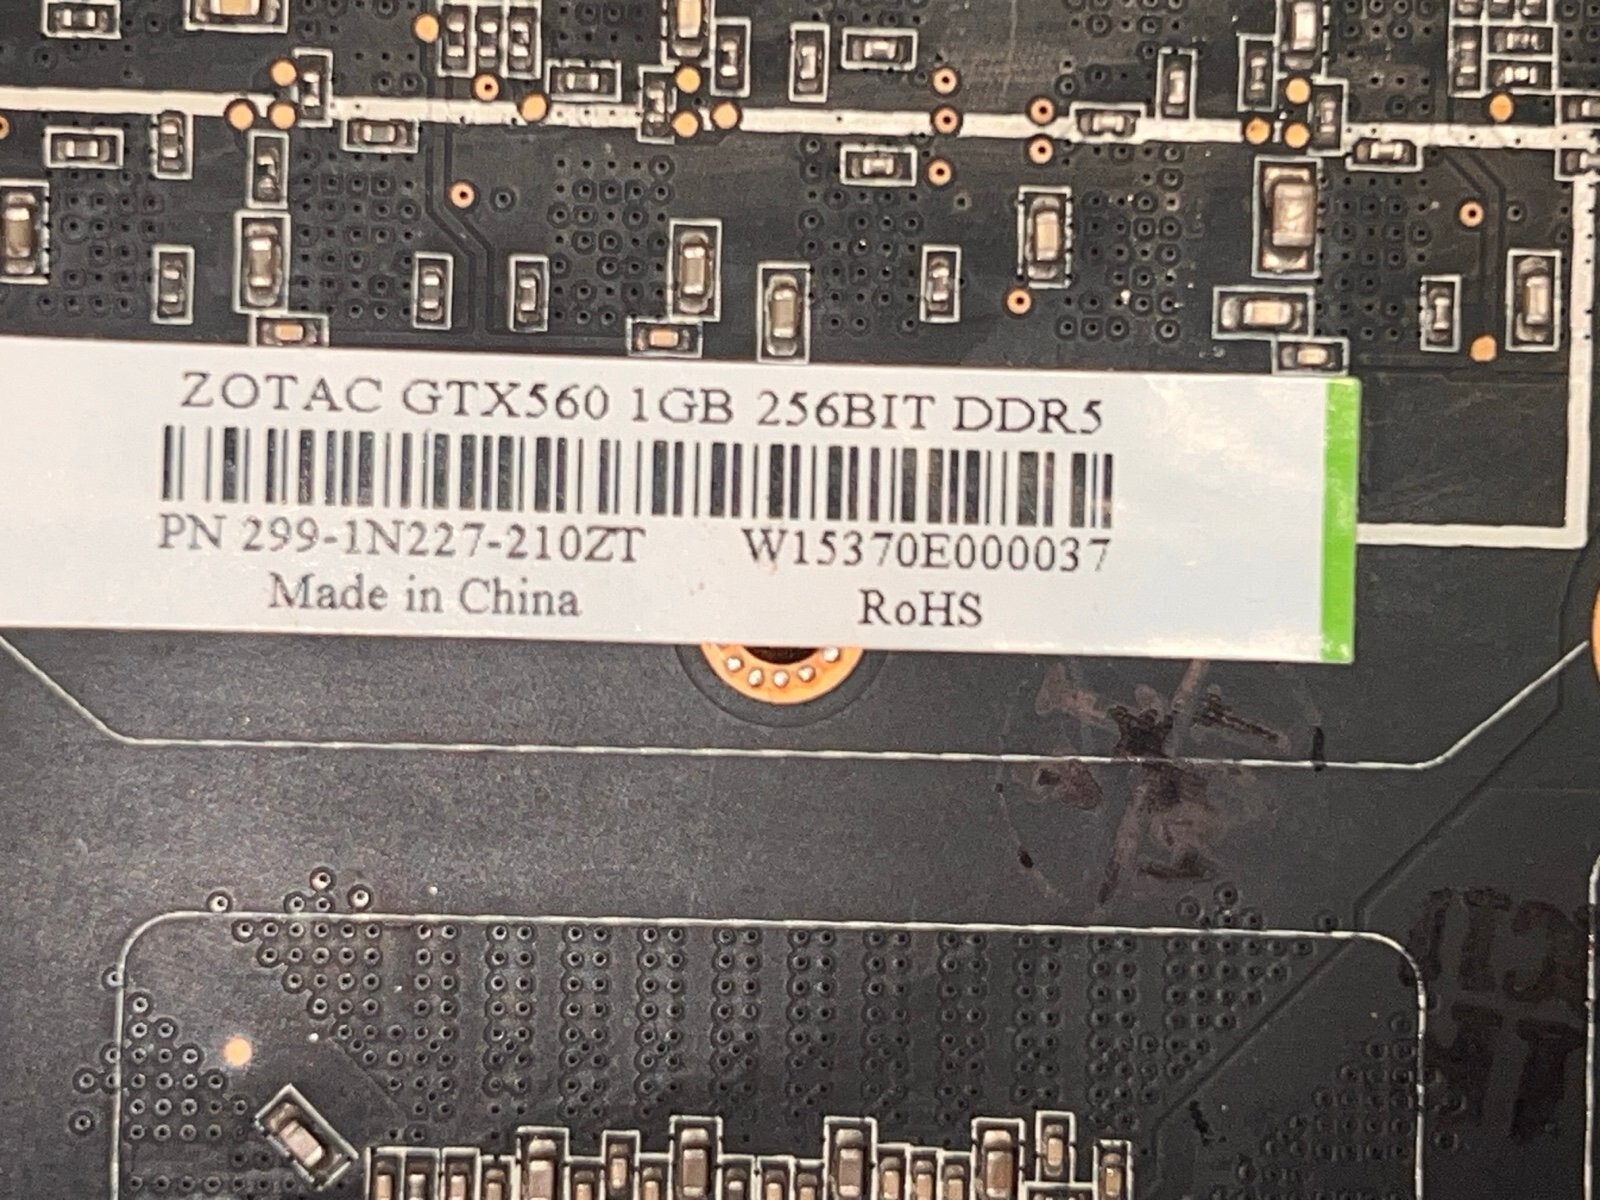 ZOTAC GTX560 1GB 256BIT DDR5
PN 299-1N227-210ZT W15370E000037
Made in China RoHS